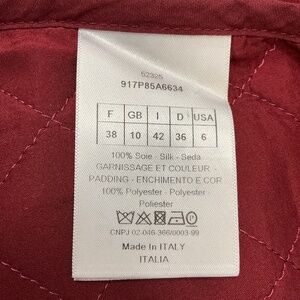 52325
917P85A6634
F GB I D USA
38 10 42 36 6
100% Soie - Silk - Seda
GARNISSAGE ET COULEUR -
PADDING - ENCHIMENTO E COR
100% Polyester - Polyester
Poliester
CNPJ 02-046-366/0003-99
Made In ITALY
ITALIA